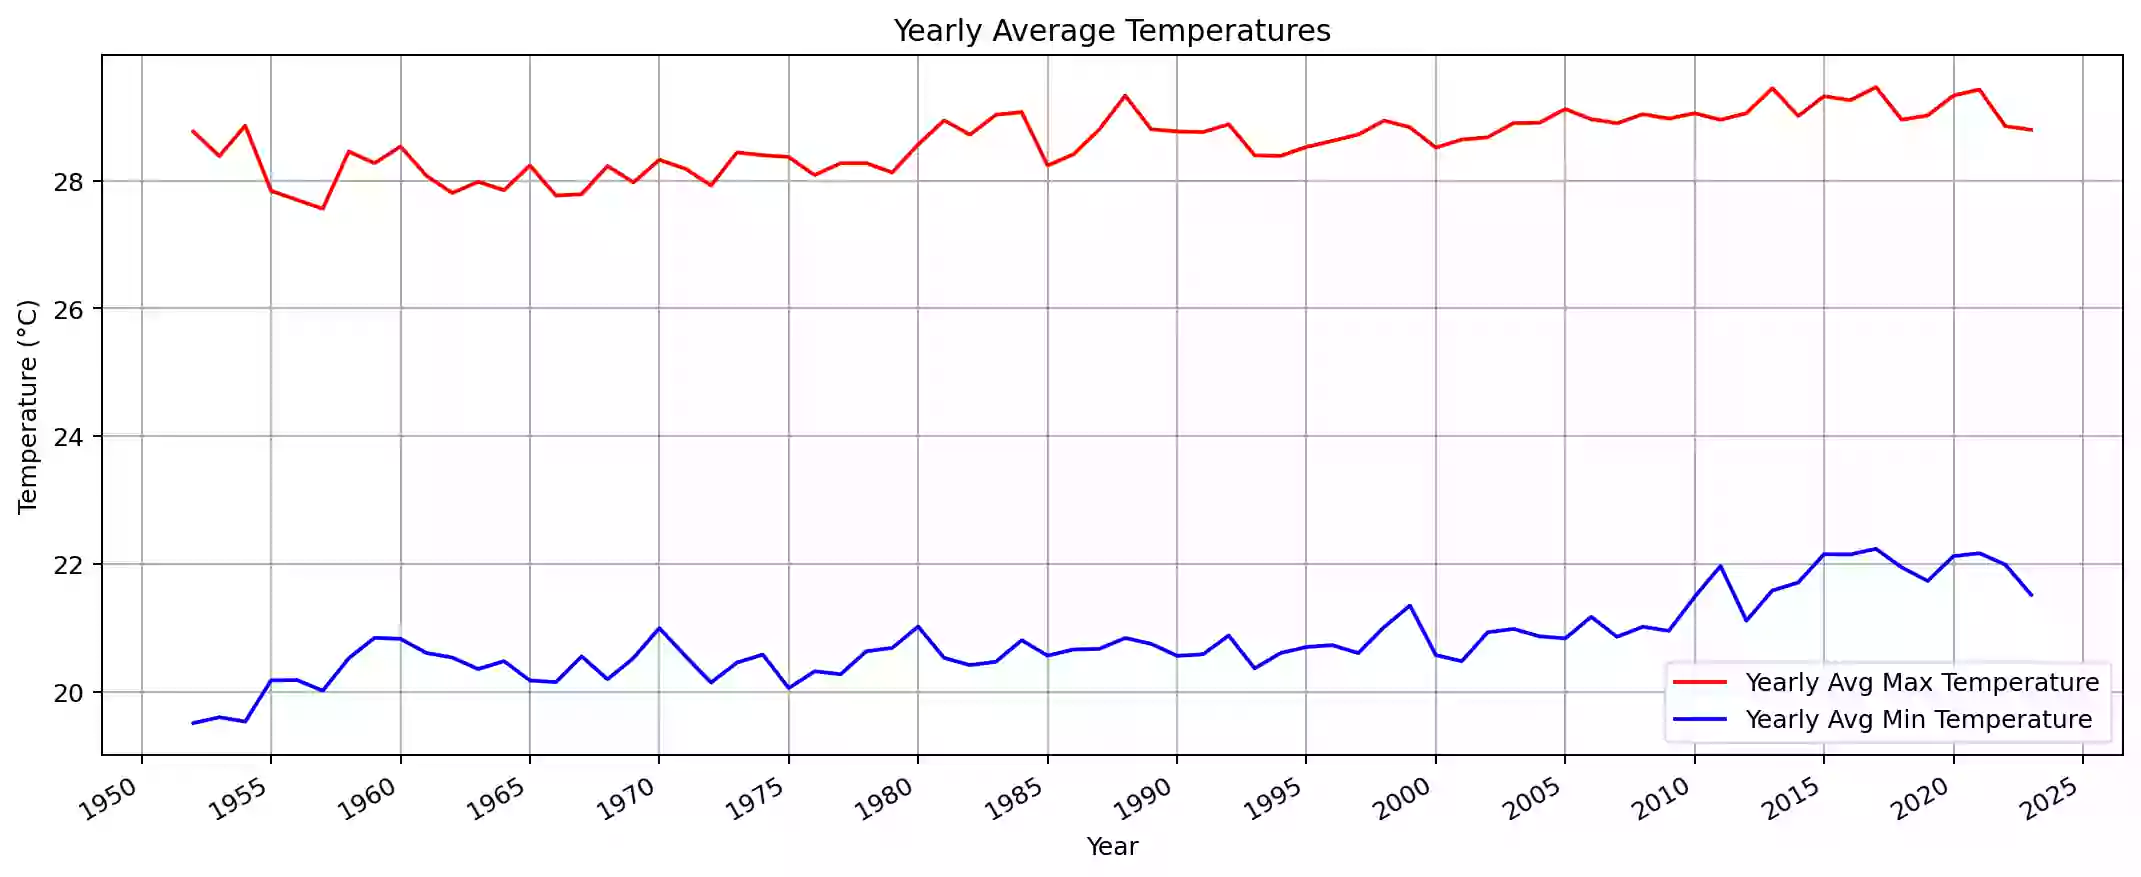 Yearly Average Temperatures
Temperature (°C)
28
26
24
22
20
Yearly Avg Max Temperature
Yearly Avg Min Temperature
1950 1955 1960 1965 1970 1975 1980 1985 1990 1995 2000 2005 2010 2015 2020 2025
Year